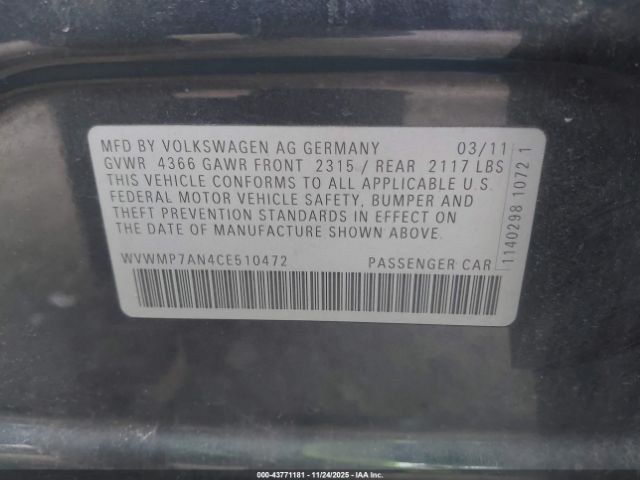 MFD BY VOLKSWAGEN AG GERMANY 03/11
GVWR 4366 GAWR FRONT 2315 / REAR 2117 LBS
THIS VEHICLE CONFORMS TO ALL APPLICABLE U.S.
FEDERAL MOTOR VEHICLE SAFETY, BUMPER AND
THEFT PREVENTION STANDARDS IN EFFECT ON
THE DATE OF MANUFACTURE SHOWN ABOVE.
WVWMP7AN4CE510472 PASSENGER CAR
1140298 1072 1
000-43771181 - 11/24/2025 - IAAI.com